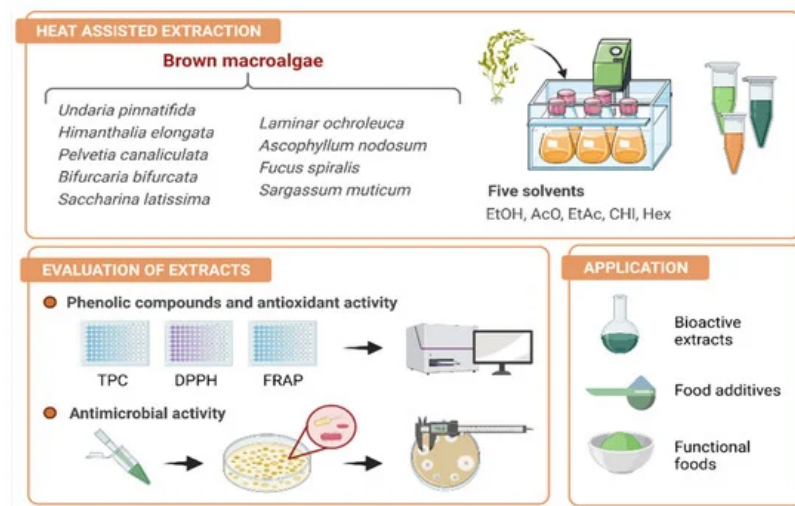 HEAT ASSISTED EXTRACTION
Brown macroalgae
Undaria pinnatifida
Himanthalia elongata
Pelvetia canaliculata
Bifurcaria bifurcata
Saccharina latissima
Laminar ochroleuca
Ascophyllum nodosum
Fucus spiralis
Sargassum muticum
Five solvents
EtOH, AcO, EtAc, CHI, Hex
EVALUATION OF EXTRACTS
Phenolic compounds and antioxidant activity
TPC DPPH FRAP
Antimicrobial activity
APPLICATION
Bioactive
extracts
Food additives
Functional
foods